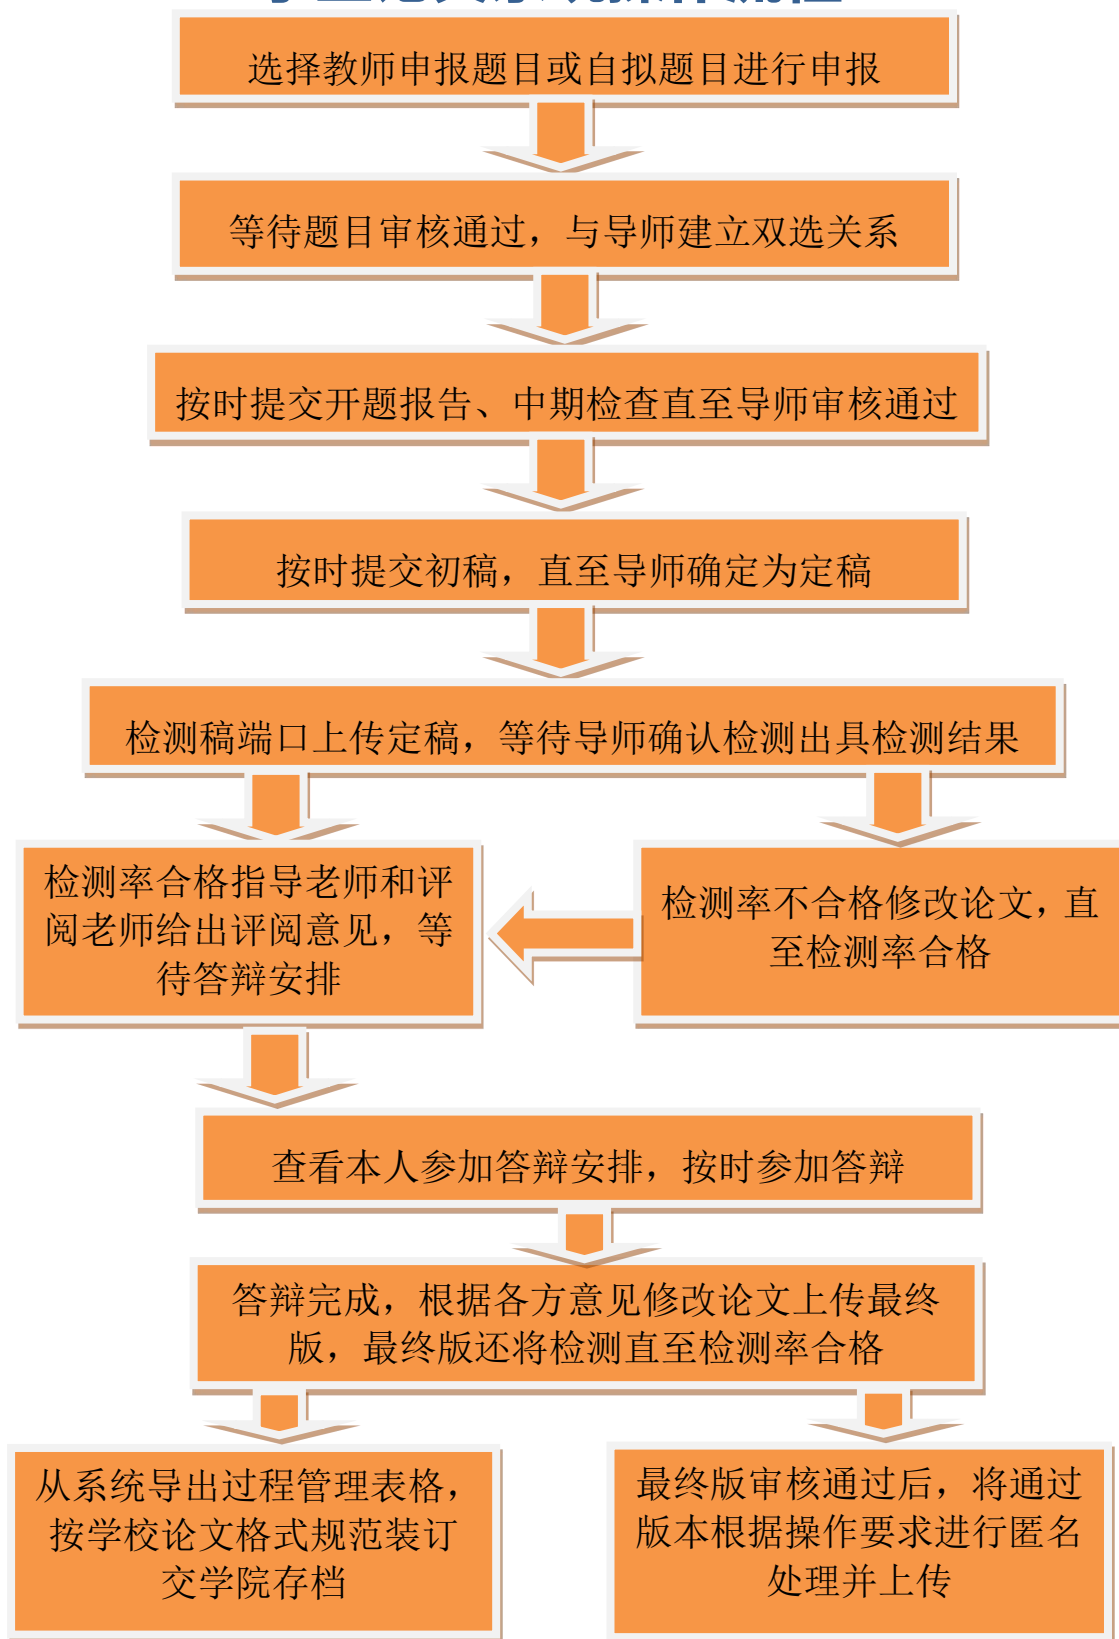 选择教师申报题目或自拟题目进行申报
等待题目审核通过，与导师建立双选关系
按时提交开题报告、中期检查直至导师审核通过
按时提交初稿，直至导师确定为定稿
检测稿端口上传定稿，等待导师确认检测出具检测结果
检测率合格指导老师和评
阅老师给出评阅意见，等
待答辩安排
检测率不合格修改论文，直
至检测率合格
查看本人参加答辩安排，按时参加答辩
答辩完成，根据各方意见修改论文上传最终
版，最终版还将检测直至检测率合格
从系统导出过程管理表格，
按学校论文格式规范装订
交学院存档
最终版审核通过后，将通过
版本根据操作要求进行匿名
处理并上传